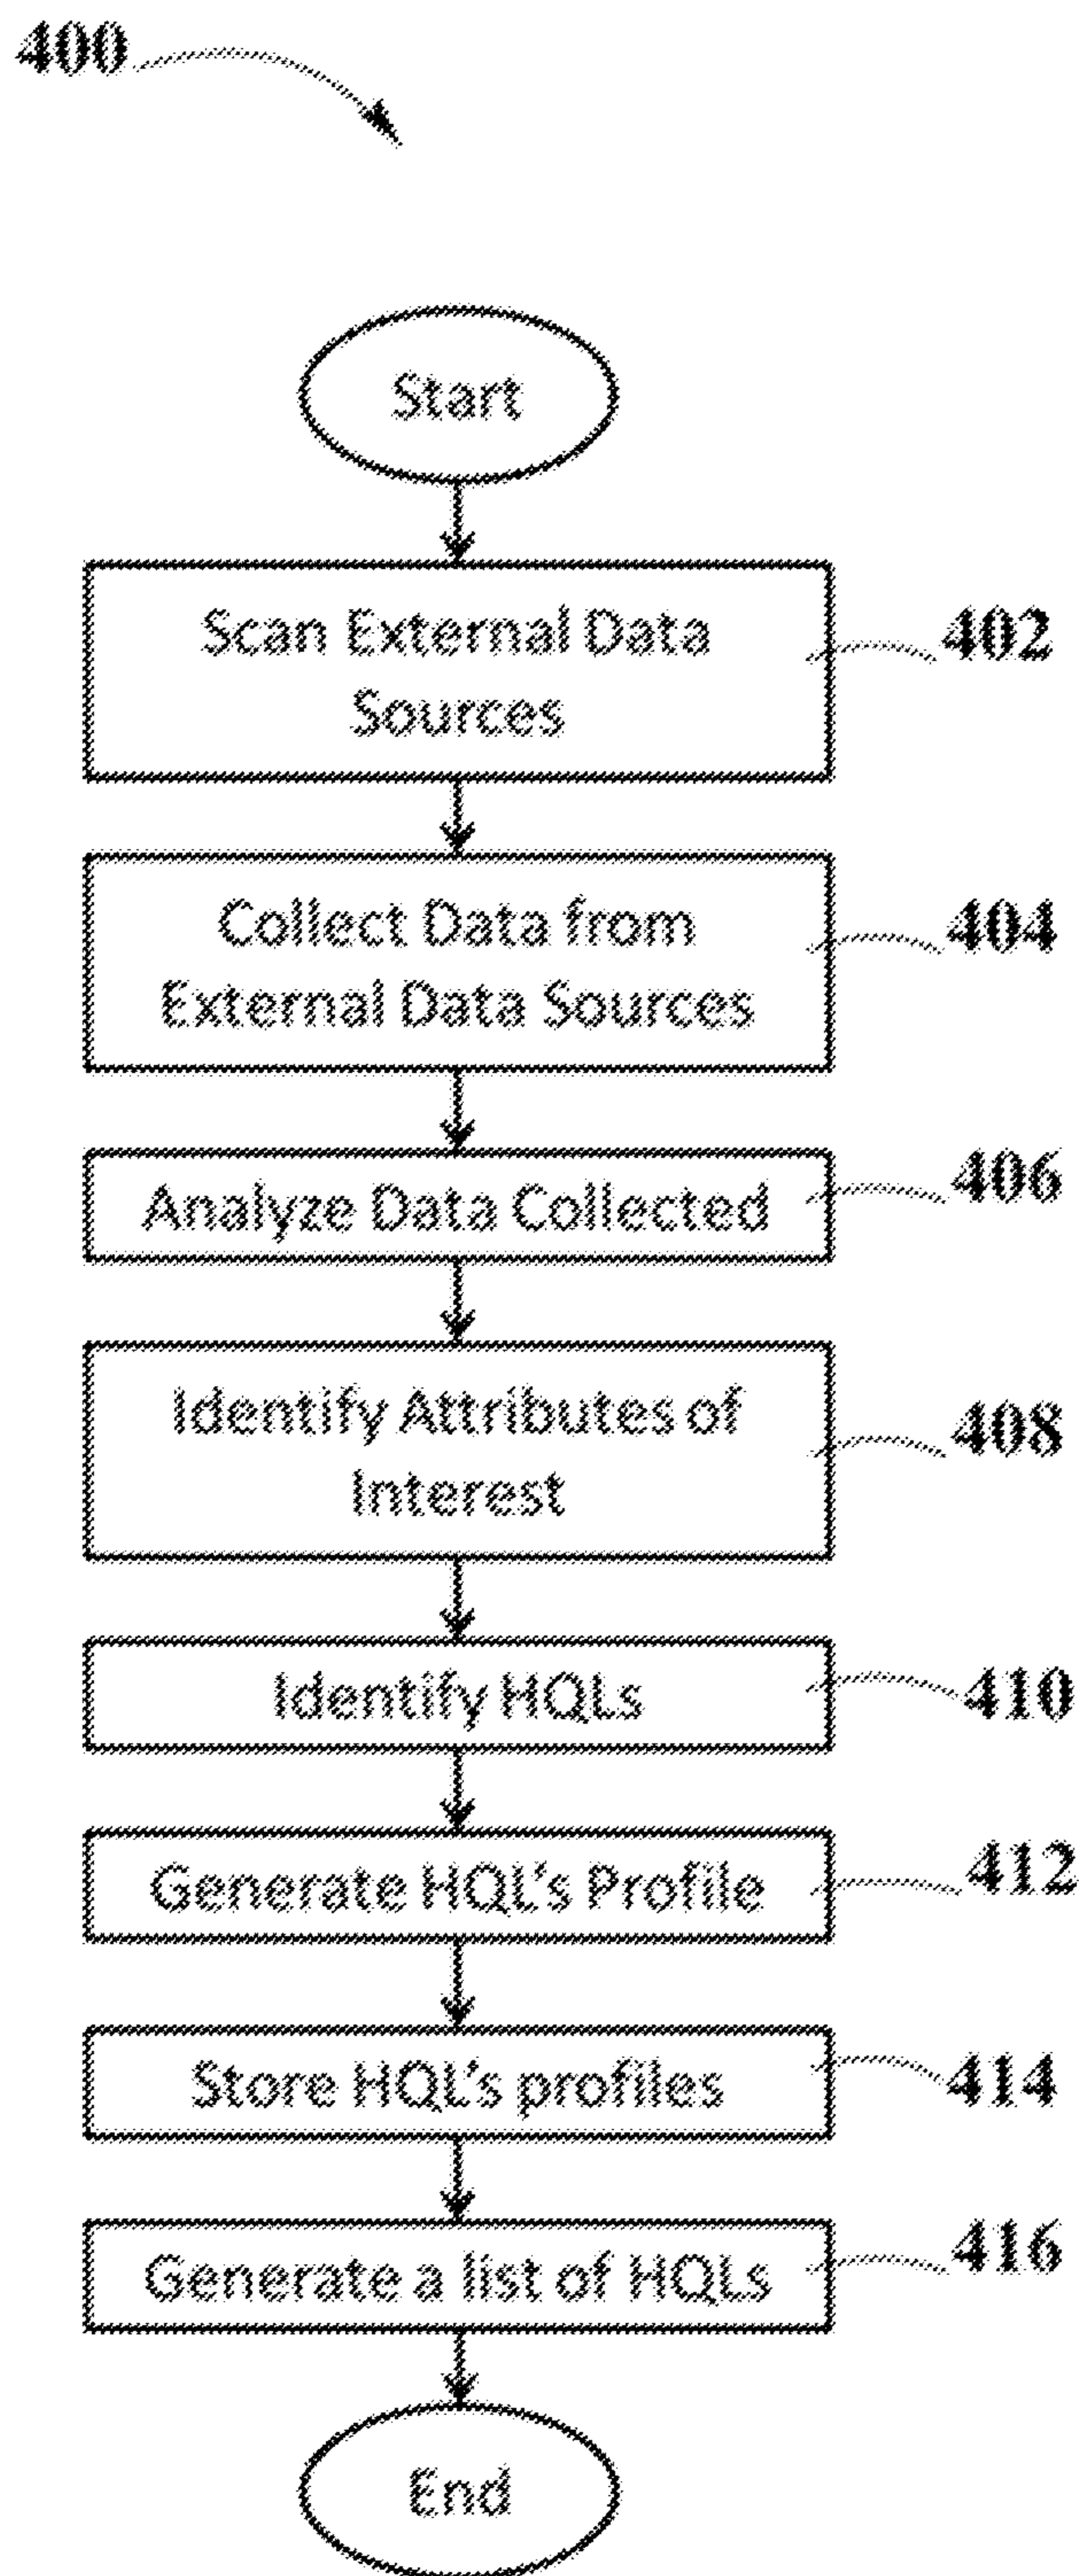 400
Start
Scan External Data
Sources
402
Collect Data from
External Data Sources
404
Analyze Data Collected
406
Identify Attributes of
Interest
408
Identify HQLs
410
Generate HQL's Profile
412
Store HQL's profiles
414
Generate a list of HQLs
416
End